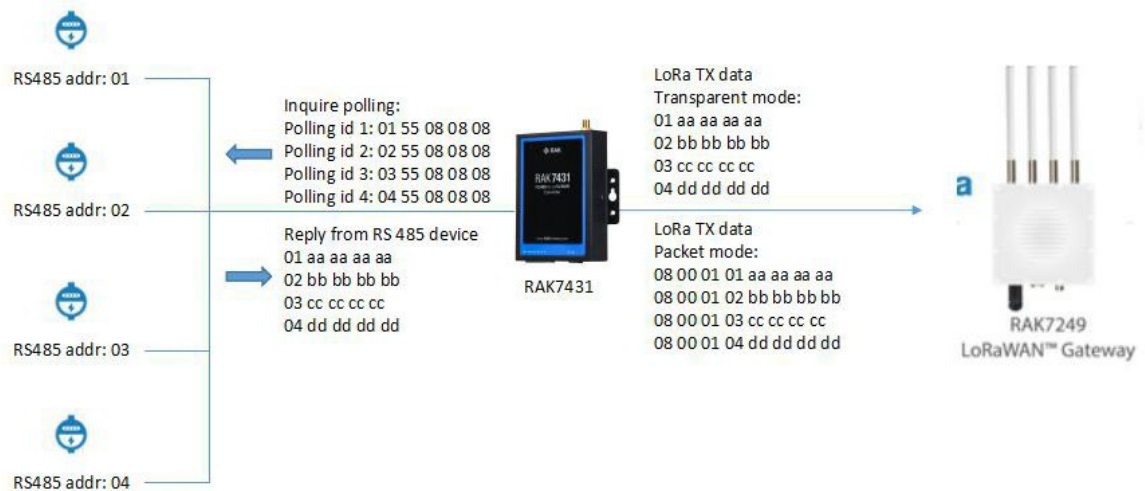 RS485 addr: 01
RS485 addr: 02
RS485 addr: 03
RS485 addr: 04
Inquire polling:
Polling id 1: 01 55 08 08 08
Polling id 2: 02 55 08 08 08
Polling id 3: 03 55 08 08 08
Polling id 4: 04 55 08 08 08
Reply from RS 485 device
01 aa aa aa aa
02 bb bb bb bb
03 cc cc cc cc
04 dd dd dd dd
RAK
RAK7431
RAK7431
LoRa TX data
Transparent mode:
01 aa aa aa aa
02 bb bb bb bb
03 cc cc cc cc
04 dd dd dd dd
LoRa TX data
Packet mode:
08 00 01 01 aa aa aa aa
08 00 01 02 bb bb bb bb
08 00 01 03 cc cc cc cc
08 00 01 04 dd dd dd dd
a
RAK7249
LoRaWAN™ Gateway